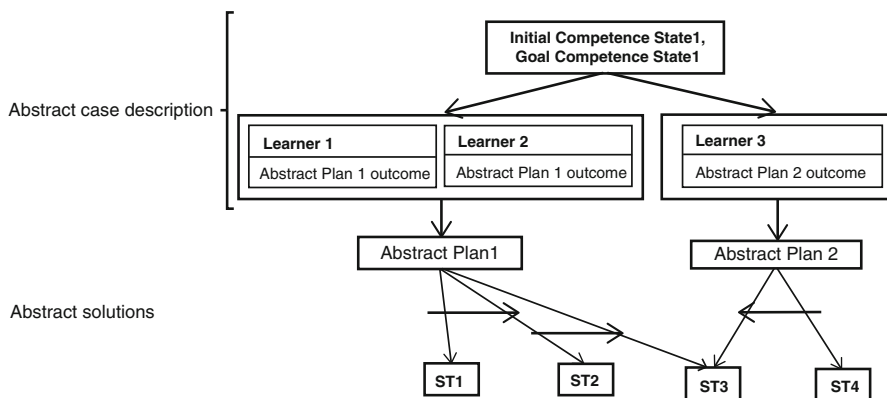 Initial Competence State1,
Goal Competence State1
Abstract case description
Learner 1
Learner 2
Learner 3
Abstract Plan 1 outcome
Abstract Plan 1 outcome
Abstract Plan 2 outcome
Abstract Plan1
Abstract Plan 2
Abstract solutions
ST1
ST2
ST3
ST4